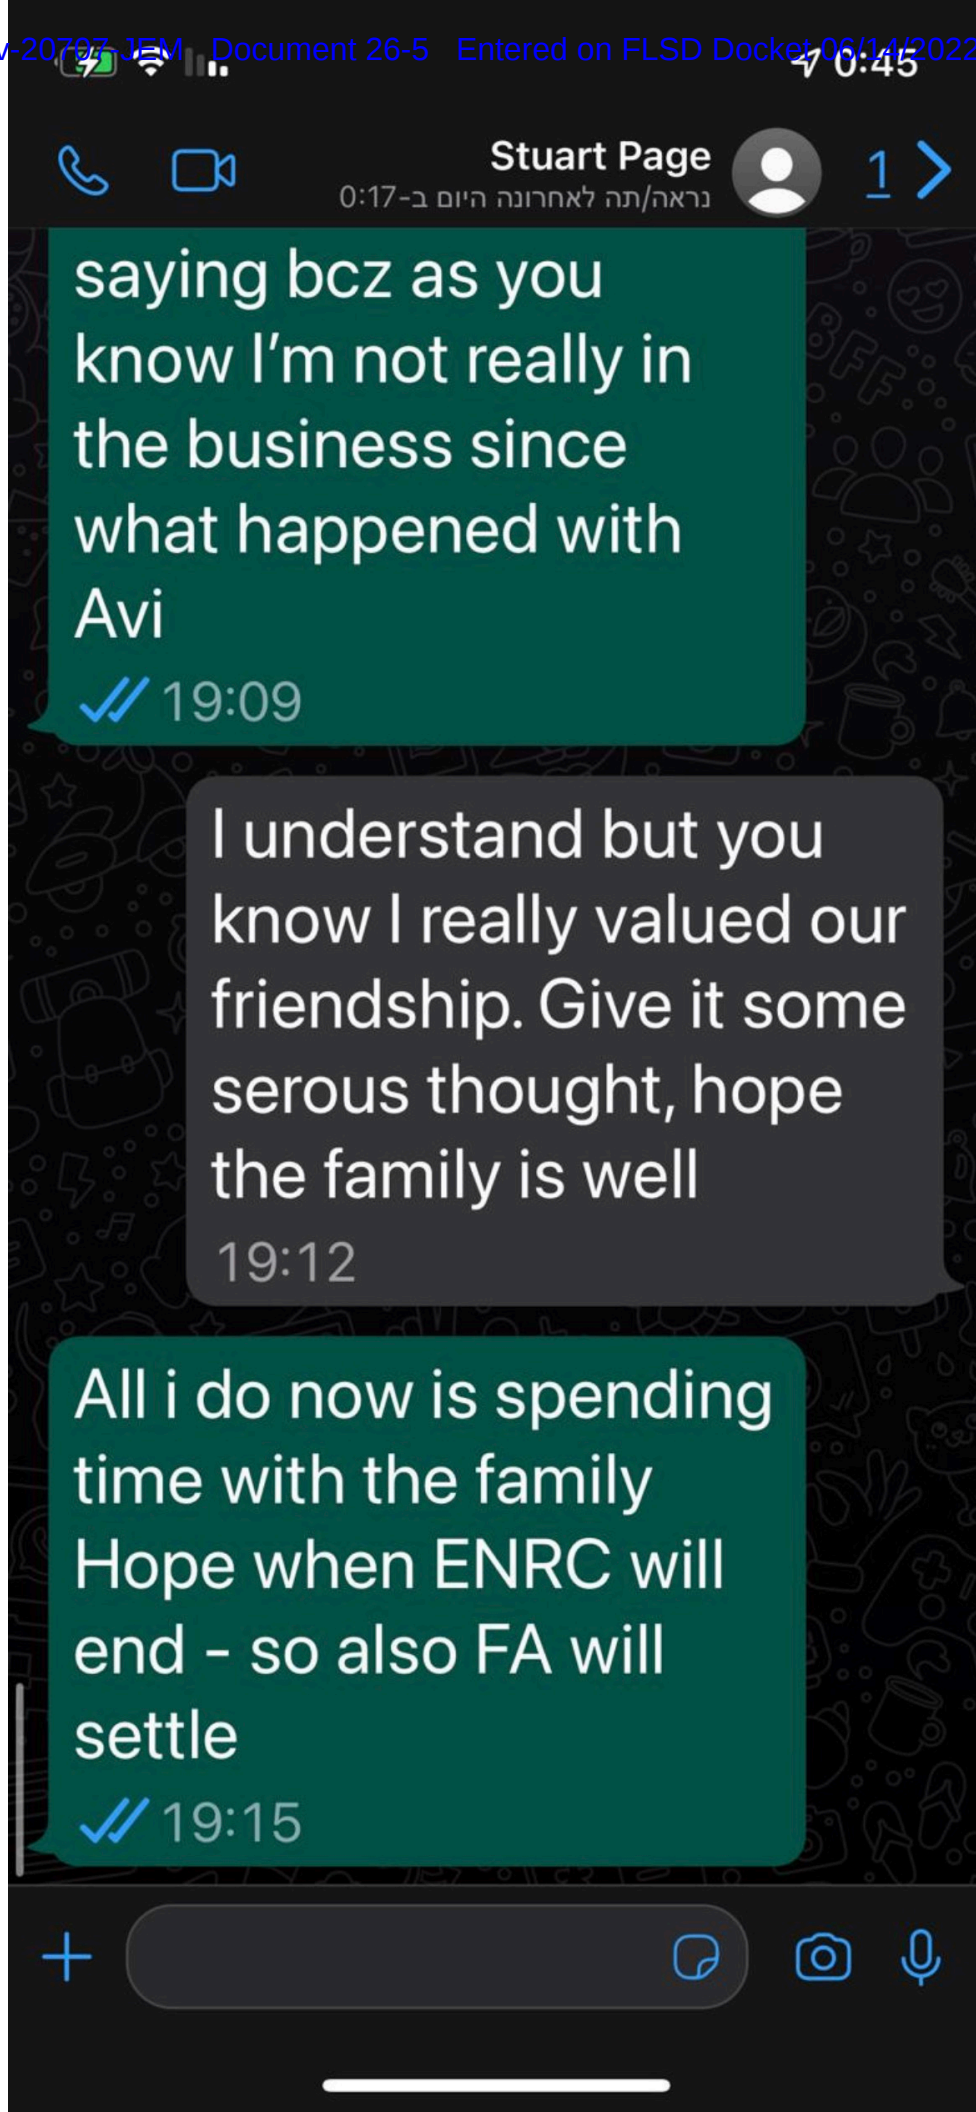 v-20707-JEM Document 26-5 Entered on FLSD Docket 06/14/2022
0:45
Stuart Page
נראה/תה לאחרונה היום ב-0:17
1
saying bcz as you
know I’m not really in
the business since
what happened with
Avi
19:09
I understand but you
know I really valued our
friendship. Give it some
serous thought, hope
the family is well
19:12
All i do now is spending
time with the family
Hope when ENRC will
end - so also FA will
settle
19:15